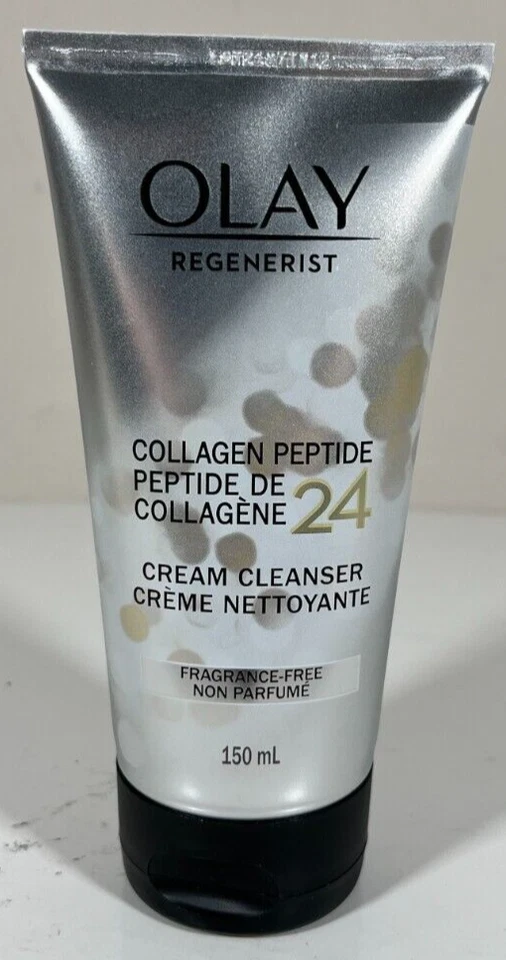 OLAY
REGENERIST
COLLAGEN PEPTIDE
PEPTIDE DE
COLLAGÈNE 24
CREAM CLEANSER
CRÈME NETTOYANTE
FRAGRANCE-FREE
NON PARFUMÉ
150 mL